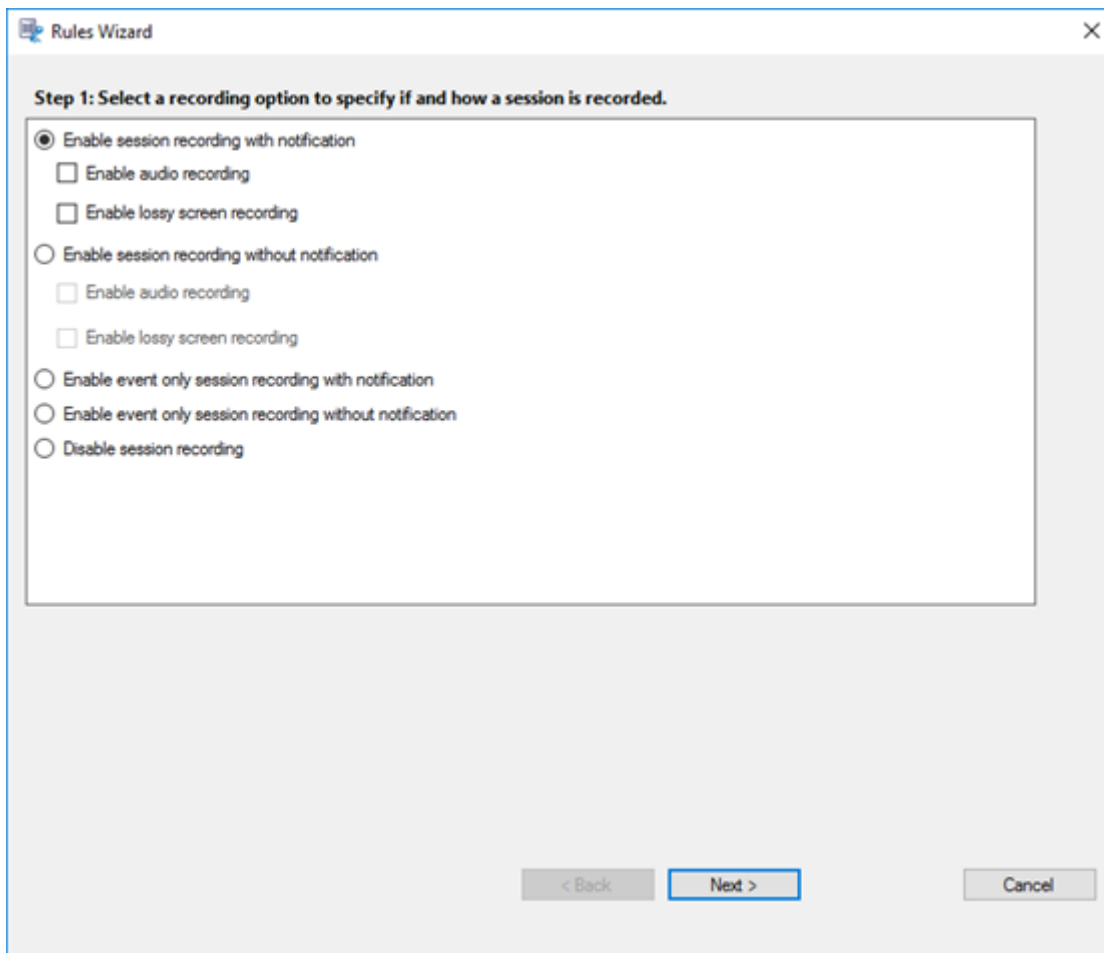 Rules Wizard
Step 1: Select a recording option to specify if and how a session is recorded.
Enable session recording with notification
Enable audio recording
Enable lossy screen recording
Enable session recording without notification
Enable audio recording
Enable lossy screen recording
Enable event only session recording with notification
Enable event only session recording without notification
Disable session recording
< Back
Next >
Cancel